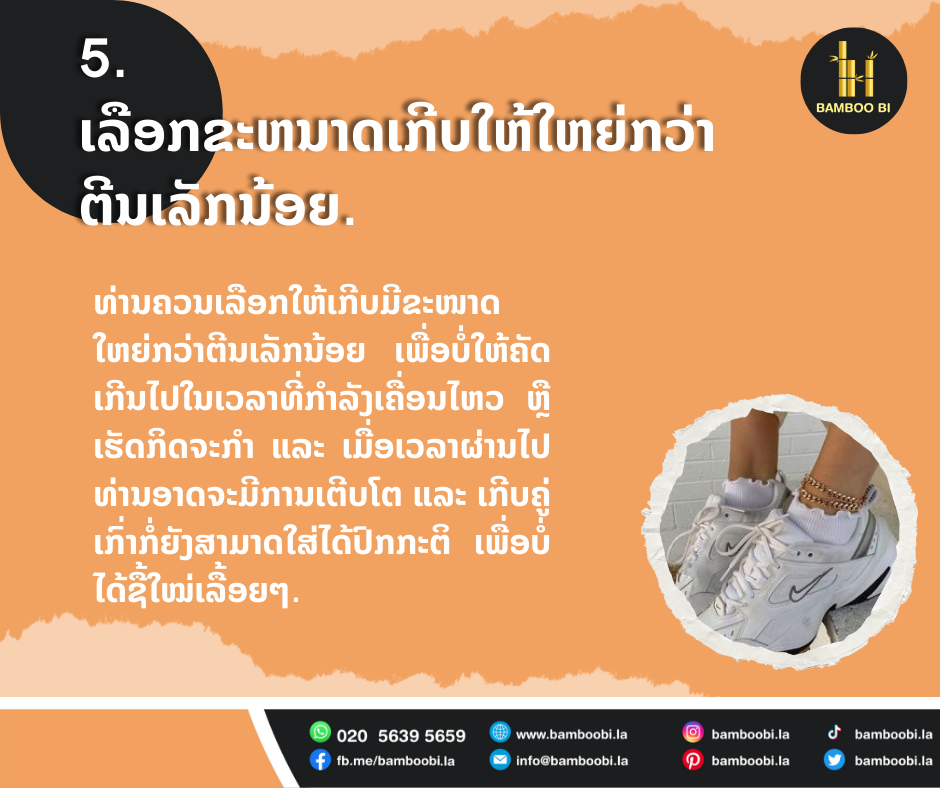 5.
BAMBOO BI
ເລືອກຂະຫນາດເກີບໃຫ້ໃຫຍ່ກວ່າ
ຕີນເລັກນ້ອຍ.
ທ່ານຄວນເລືອກໃຫ້ເກີບມີຂະໜາດ
ໃຫຍ່ກວ່າຕີນເລັກນ້ອຍ ເພື່ອບໍ່ໃຫ້ຄັດ
ເກີນໄປໃນເວລາທີ່ກຳລັງເຄື່ອນໄຫວ ຫຼື
ເຮັດກິດຈະກຳ ແລະ ເມື່ອເວລາຜ່ານໄປ
ທ່ານອາດຈະມີການເຕີບໂຕ ແລະ ເກີບຄູ່
ເກົ່າກໍ່ຍັງສາມາດໃສ່ໄດ້ປົກກະຕິ ເພື່ອບໍ່
ໄດ້ຊື້ໃໝ່ເລື້ອຍໆ.
020 5639 5659 www.bamboobi.la bamboobi.la bamboobi.la
fb.me/bamboobi.la info@bamboobi.la bamboobi.la bamboobi.la